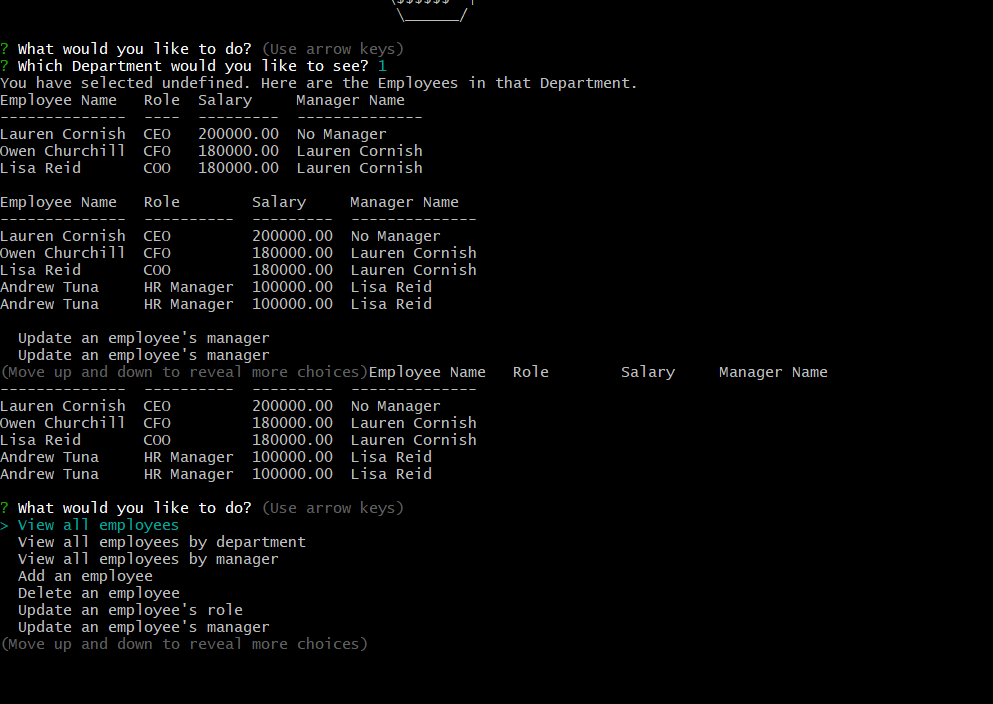 \$$$$$$
\______/
? What would you like to do? (Use arrow keys)
? Which Department would you like to see? 1
You have selected undefined. Here are the Employees in that Department.
Employee Name   Role  Salary     Manager Name
--------------  ----  ---------  --------------
Lauren Cornish  CEO   200000.00  No Manager
Owen Churchill  CFO   180000.00  Lauren Cornish
Lisa Reid       COO   180000.00  Lauren Cornish
Employee Name   Role        Salary     Manager Name
--------------  ----------  ---------  --------------
Lauren Cornish  CEO         200000.00  No Manager
Owen Churchill  CFO         180000.00  Lauren Cornish
Lisa Reid       COO         180000.00  Lauren Cornish
Andrew Tuna     HR Manager  100000.00  Lisa Reid
Andrew Tuna     HR Manager  100000.00  Lisa Reid
  Update an employee's manager
  Update an employee's manager
(Move up and down to reveal more choices)Employee Name   Role        Salary     Manager Name
--------------  ----------  ---------  --------------
Lauren Cornish  CEO         200000.00  No Manager
Owen Churchill  CFO         180000.00  Lauren Cornish
Lisa Reid       COO         180000.00  Lauren Cornish
Andrew Tuna     HR Manager  100000.00  Lisa Reid
Andrew Tuna     HR Manager  100000.00  Lisa Reid
? What would you like to do? (Use arrow keys)
> View all employees
  View all employees by department
  View all employees by manager
  Add an employee
  Delete an employee
  Update an employee's role
  Update an employee's manager
(Move up and down to reveal more choices)